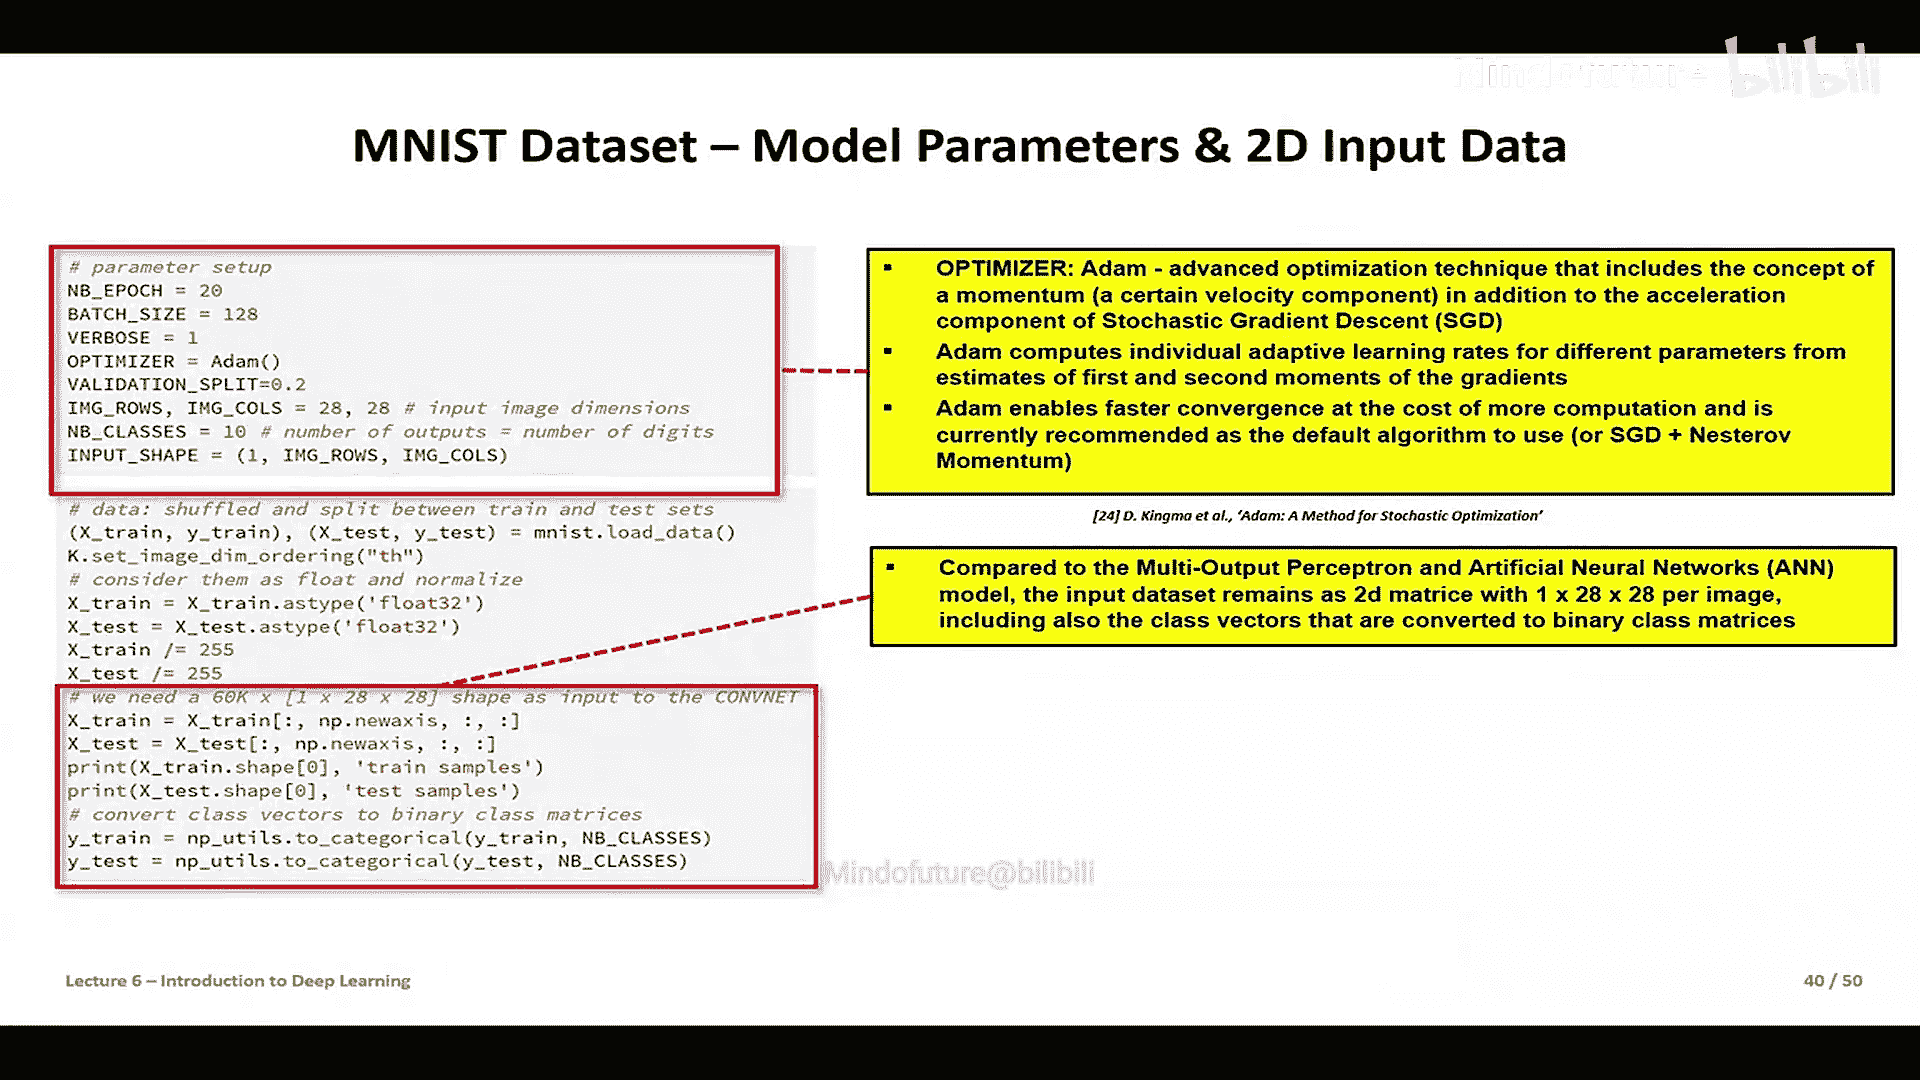 bilibili
MNIST Dataset – Model Parameters & 2D Input Data
# parameter setup
NB_EPOCH = 20
BATCH_SIZE = 128
VERBOSE = 1
OPTIMIZER = Adam()
VALIDATION_SPLIT=0.2
IMG_ROWS, IMG_COLS = 28, 28 # input image dimensions
NB_CLASSES = 10 # number of outputs = number of digits
INPUT_SHAPE = (1, IMG_ROWS, IMG_COLS)
# data: shuffled and split between train and test sets
(X_train, y_train), (X_test, y_test) = mnist.load_data()
K.set_image_dim_ordering("th")
# consider them as float and normalize
X_train = X_train.astype('float32')
X_test = X_test.astype('float32')
X_train /= 255
X_test /= 255
# we need a 60K x [1 x 28 x 28] shape as input to the CONVNET
X_train = X_train[:, np.newaxis, :, :]
X_test = X_test[:, np.newaxis, :, :]
print(X_train.shape[0], 'train samples')
print(X_test.shape[0], 'test samples')
# convert class vectors to binary class matrices
y_train = np_utils.to_categorical(y_train, NB_CLASSES)
y_test = np_utils.to_categorical(y_test, NB_CLASSES)
▪ OPTIMIZER: Adam - advanced optimization technique that includes the concept of
a momentum (a certain velocity component) in addition to the acceleration
component of Stochastic Gradient Descent (SGD)
▪ Adam computes individual adaptive learning rates for different parameters from
estimates of first and second moments of the gradients
▪ Adam enables faster convergence at the cost of more computation and is
currently recommended as the default algorithm to use (or SGD + Nesterov
Momentum)
[24] D. Kingma et al., ‘Adam: A Method for Stochastic Optimization’
▪ Compared to the Multi-Output Perceptron and Artificial Neural Networks (ANN)
model, the input dataset remains as 2d matrice with 1 x 28 x 28 per image,
including also the class vectors that are converted to binary class matrices
Mindofuture@bilibili
Lecture 6 – Introduction to Deep Learning
40 / 50